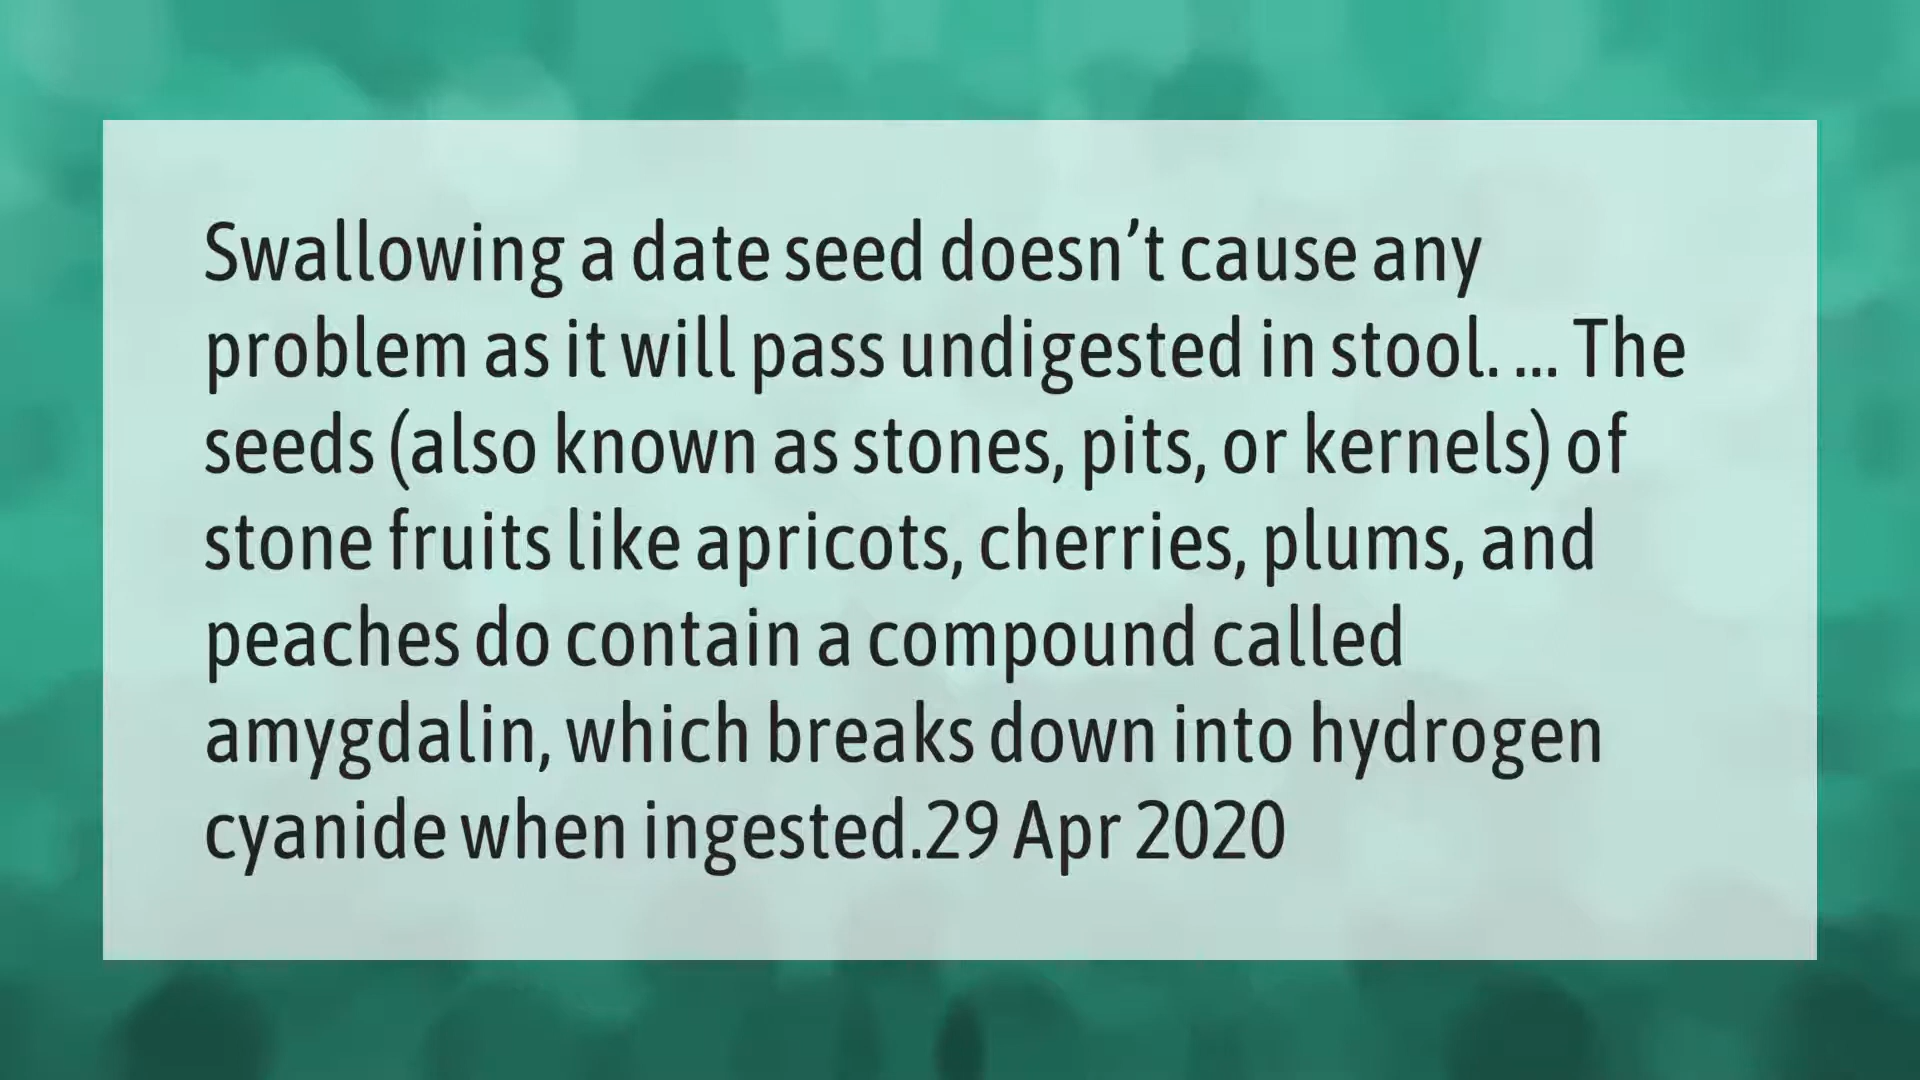 Swallowing a date seed doesn’t cause any
problem as it will pass undigested in stool. ... The
seeds (also known as stones, pits, or kernels) of
stone fruits like apricots, cherries, plums, and
peaches do contain a compound called
amygdalin, which breaks down into hydrogen
cyanide when ingested.29 Apr 2020